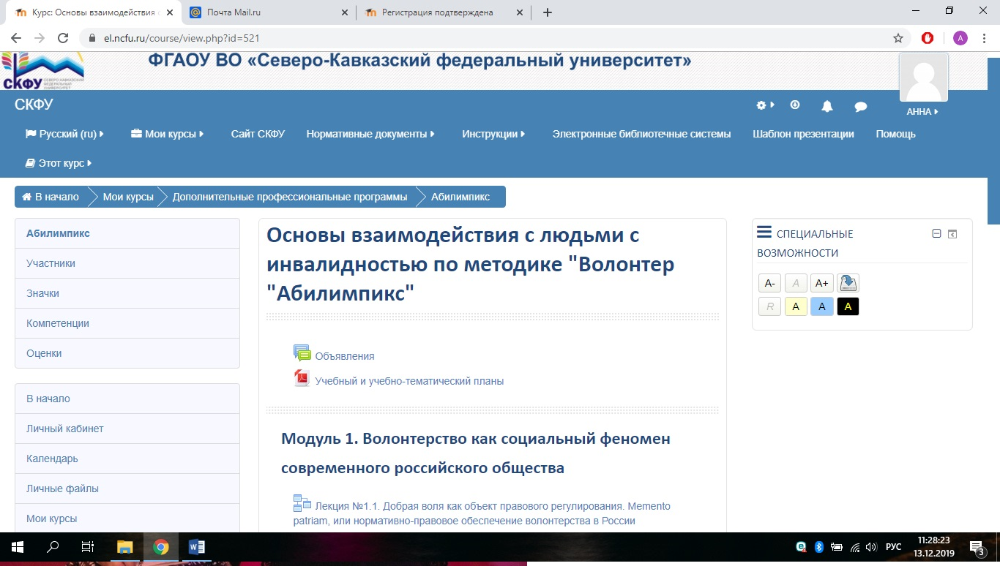 Курс: Основы взаимодействия с
Почта Mail.ru
Регистрация подтверждена
el.ncfu.ru/course/view.php?id=521
A
ФГАОУ ВО «Северо-Кавказский федеральный университет»
СКФУ СЕВЕРО-КАВКАЗСКИЙ
ФЕДЕРАЛЬНЫЙ
УНИВЕРСИТЕТ
СКФУ
АННА
Русский (ru) Мои курсы Сайт СКФУ Нормативные документы Инструкции Электронные библиотечные системы Шаблон презентации Помощь
Этот курс
В начало Мои курсы Дополнительные профессиональные программы Абилимпикс
Абилимпикс
Участники
Значки
Компетенции
Оценки
В начало
Личный кабинет
Календарь
Личные файлы
Мои курсы
Основы взаимодействия с людьми с
инвалидностью по методике "Волонтер
"Абилимпикс"
Объявления
Учебный и учебно-тематический планы
Модуль 1. Волонтерство как социальный феномен
современного российского общества
Лекция №1.1. Добрая воля как объект правового регулирования. Memento
patriam, или нормативно-правовое обеспечение волонтерства в России
СПЕЦИАЛЬНЫЕ
ВОЗМОЖНОСТИ
A- A A+
R A A A
РУС
11:28:23
13.12.2019
3